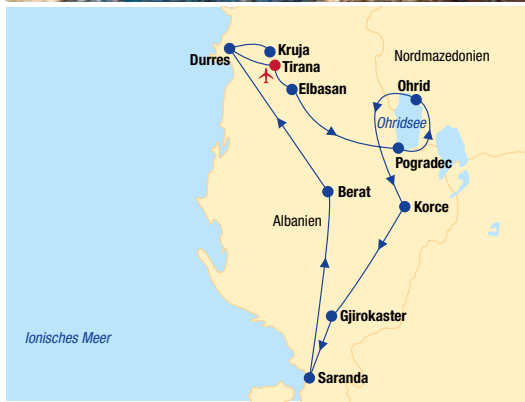 Kruja
Nordmazedonien
Durres
Tirana
Elbasan
Ohrid
Ohridsee
Pogradec
Berat
Korce
Albanien
Gjirokaster
Ionisches Meer
Saranda